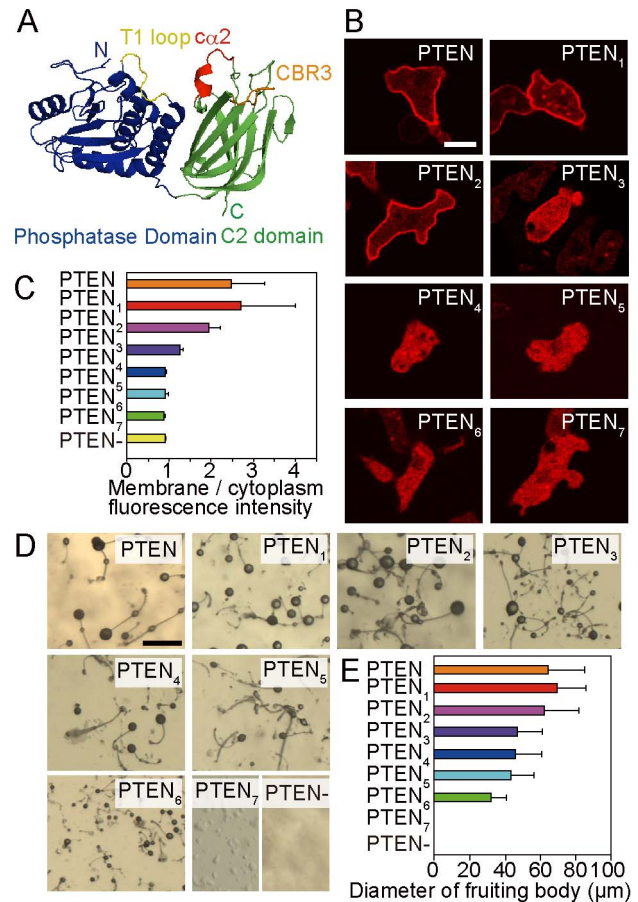 A
T1 loop cα2
N
CBR3
C
Phosphatase Domain C2 domain
B
PTEN PTEN₁
PTEN₂ PTEN₃
PTEN₄ PTEN₅
PTEN₆ PTEN₇
C
PTEN
PTEN₁
PTEN₂
PTEN₃
PTEN₄
PTEN₅
PTEN₆
PTEN₇
PTEN-
0 1 2 3 4
Membrane / cytoplasm
fluorescence intensity
D
PTEN PTEN₁ PTEN₂ PTEN₃
PTEN₄ PTEN₅
PTEN₆ PTEN₇ PTEN-
E
PTEN
PTEN₁
PTEN₂
PTEN₃
PTEN₄
PTEN₅
PTEN₆
PTEN₇
PTEN-
0 20 40 60 80 100
Diameter of fruiting body (µm)